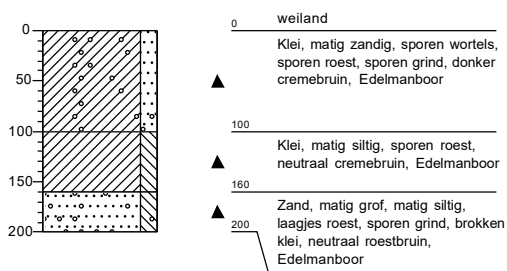 0
50
100
150
200
0 weiland
Klei, matig zandig, sporen wortels,
sporen roest, sporen grind, donker
cremebruin, Edelmanboor
100
Klei, matig siltig, sporen roest,
neutraal cremebruin, Edelmanboor
160
Zand, matig grof, matig siltig,
laagjes roest, sporen grind, brokken
200
klei, neutraal roestbruin,
Edelmanboor